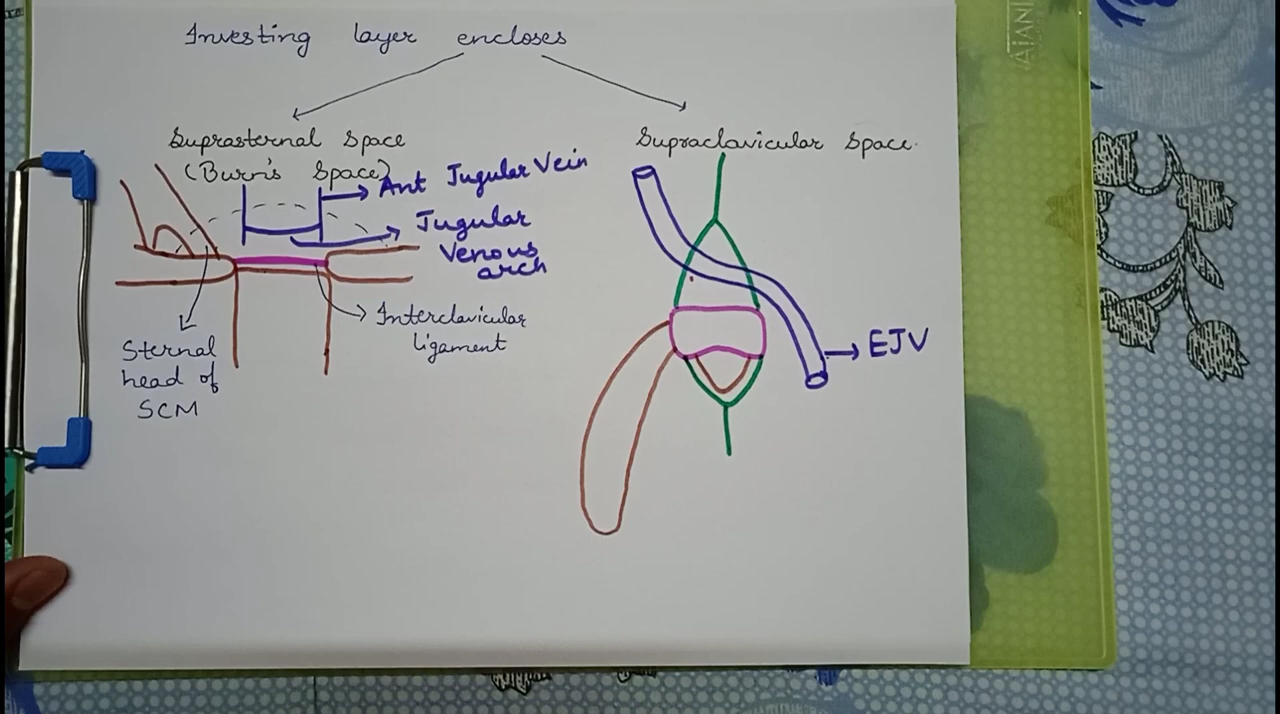 Investing layer encloses
Suprasternal Space
(Burn's Space)
Supraclavicular Space.
Ant Jugular Vein
Jugular
Venous
arch
Interclavicular
ligament
Sternal
head of
SCM
EJV
AiAN